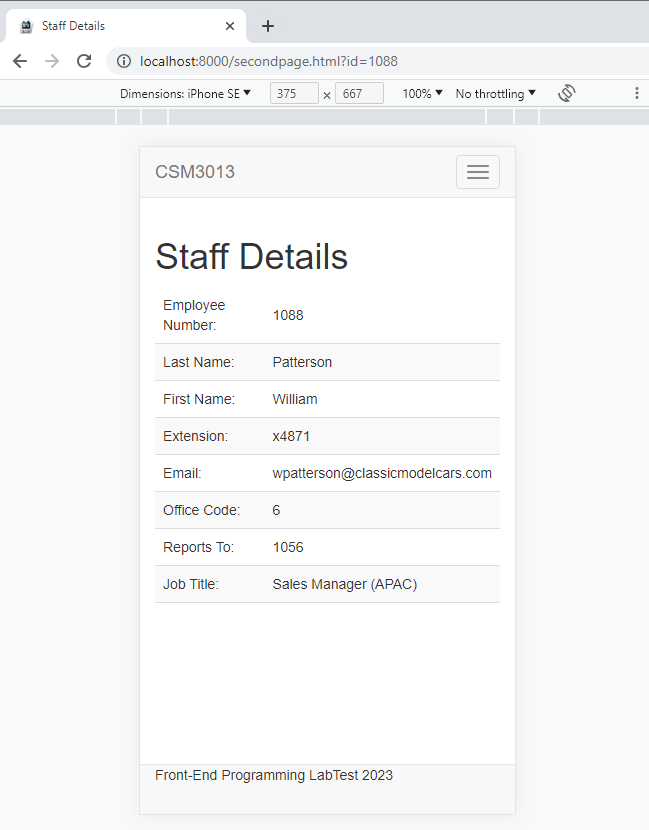 Staff Details
localhost:8000/secondpage.html?id=1088
Dimensions: iPhone SE 375 x 667 100% No throttling
CSM3013
Staff Details
Employee
Number: 1088
Last Name: Patterson
First Name: William
Extension: x4871
Email: wpatterson@classicmodelcars.com
Office Code: 6
Reports To: 1056
Job Title: Sales Manager (APAC)
Front-End Programming LabTest 2023